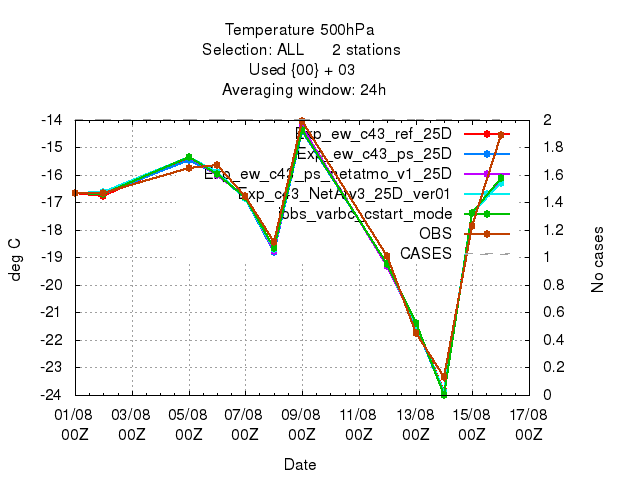 Temperature 500hPa
Selection: ALL 2 stations
Used {00} + 03
Averaging window: 24h
Exp_ew_c43_ref_25D
Exp_ew_c43_ps_25D
Exp_ew_c43_ps_netatmo_v1_25D
Exp_c43_NetAtv3_25D_ver01
OBS
CASES
deg C
-14
-15
-16
-17
-18
-19
-20
-21
-22
-23
-24
No cases
2
1.8
1.6
1.4
1.2
1
0.8
0.6
0.4
0.2
0
01/08 03/08 05/08 07/08 09/08 11/08 13/08 15/08 17/08
00Z 00Z 00Z 00Z 00Z 00Z 00Z 00Z 00Z
Date